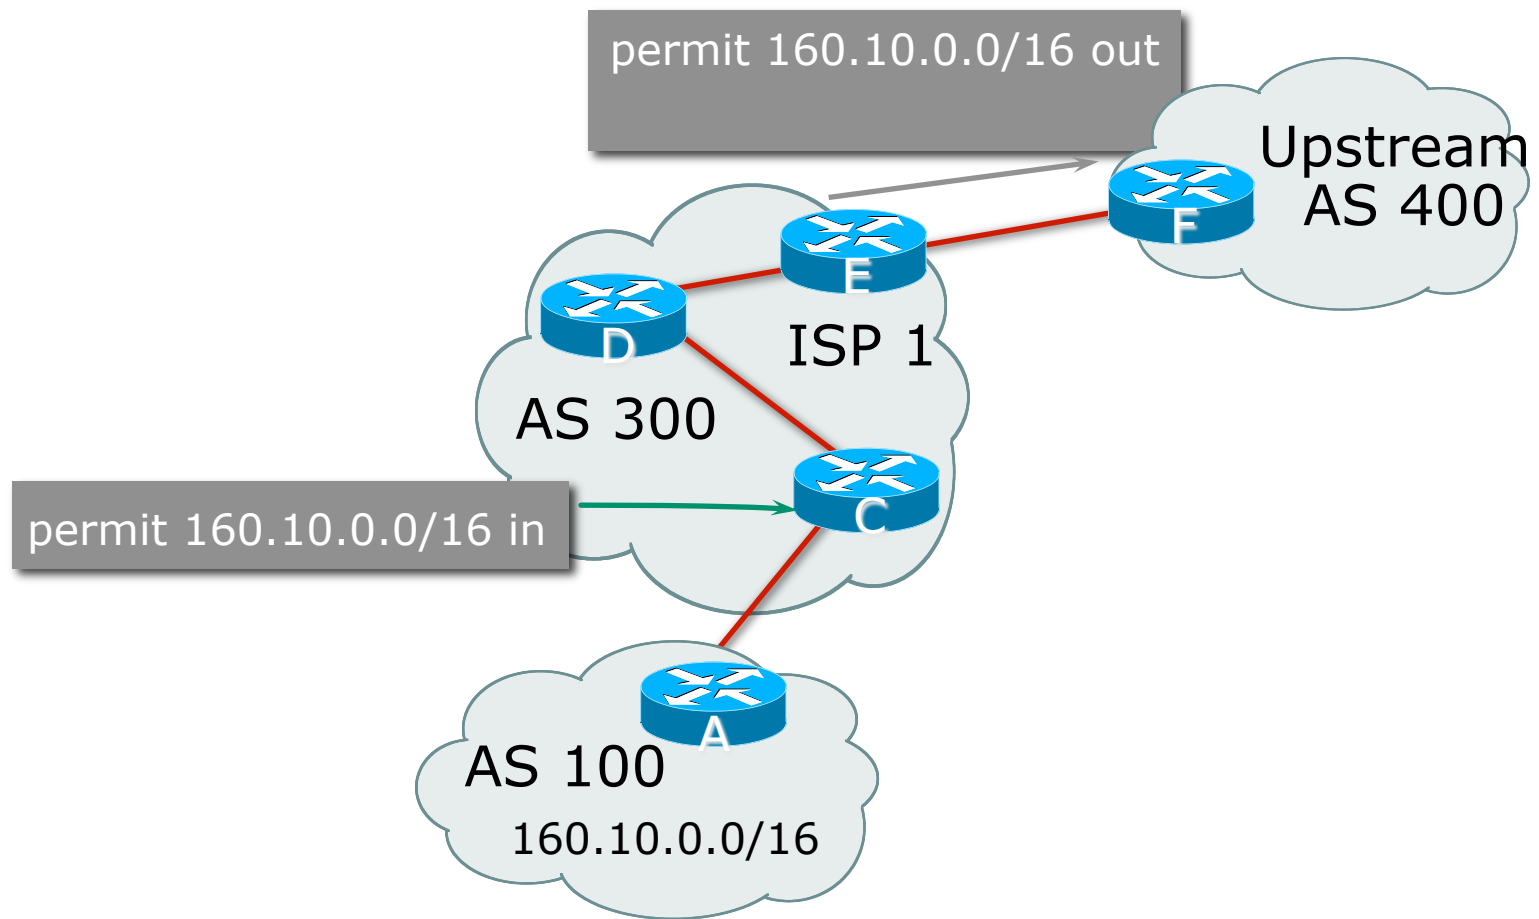 permit 160.10.0.0/16 out
Upstream
AS 400
F
E
D
ISP 1
AS 300
C
permit 160.10.0.0/16 in
A
AS 100
160.10.0.0/16